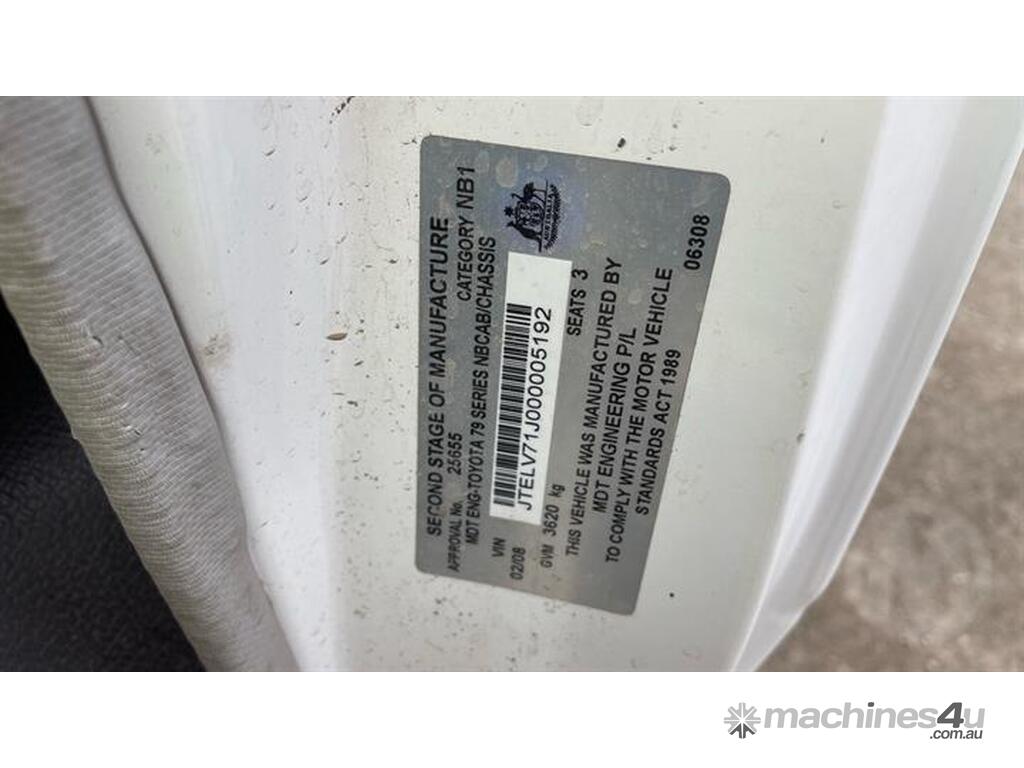 SECOND STAGE OF MANUFACTURE
APPROVAL No. 25655 CATEGORY NB1
MDT ENG-TOYOTA 79 SERIES NBCAB/CHASSIS
AUSTRALIA
VIN
JTELV71J000005192
02/08
GVM 3620 kg SEATS 3
THIS VEHICLE WAS MANUFACTURED BY
MDT ENGINEERING P/L
TO COMPLY WITH THE MOTOR VEHICLE
STANDARDS ACT 1989
06308
machines4u
.com.au